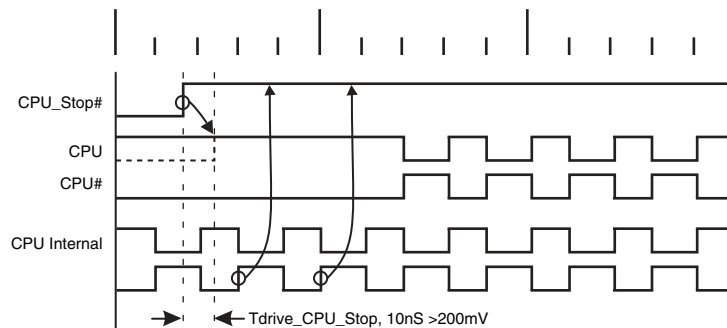 CPU_Stop#
CPU
CPU#
CPU Internal
Tdrive_CPU_Stop, 10nS >200mV